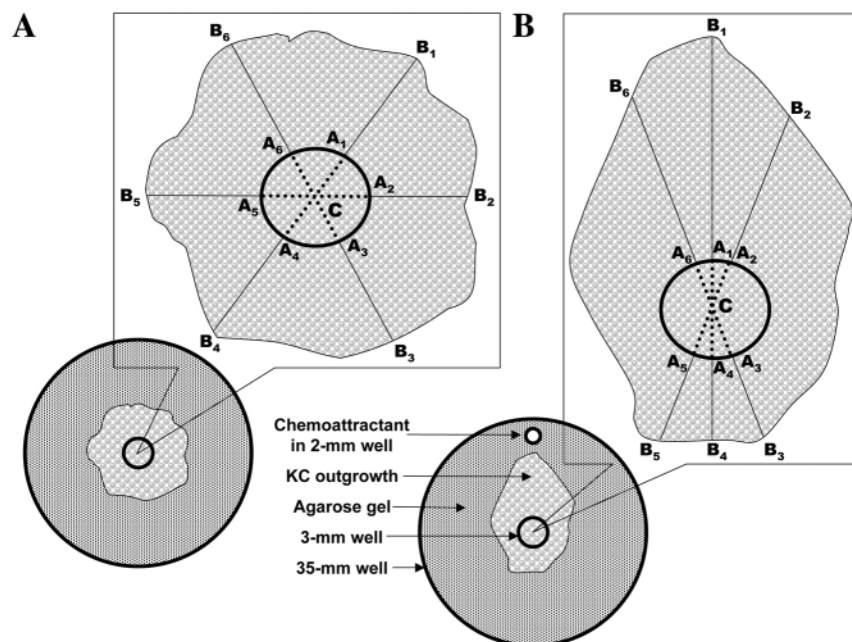 A
B₆
B₁
A₆
A₁
B₅
A₅
A₂
B₂
C
A₄
A₃
B₄
B₃
B
B₁
B₆
B₂
A₆
A₁
A₂
C
A₅
A₄
A₃
B₅
B₄
B₃
Chemoattractant
in 2-mm well
KC outgrowth
Agarose gel
3-mm well
35-mm well